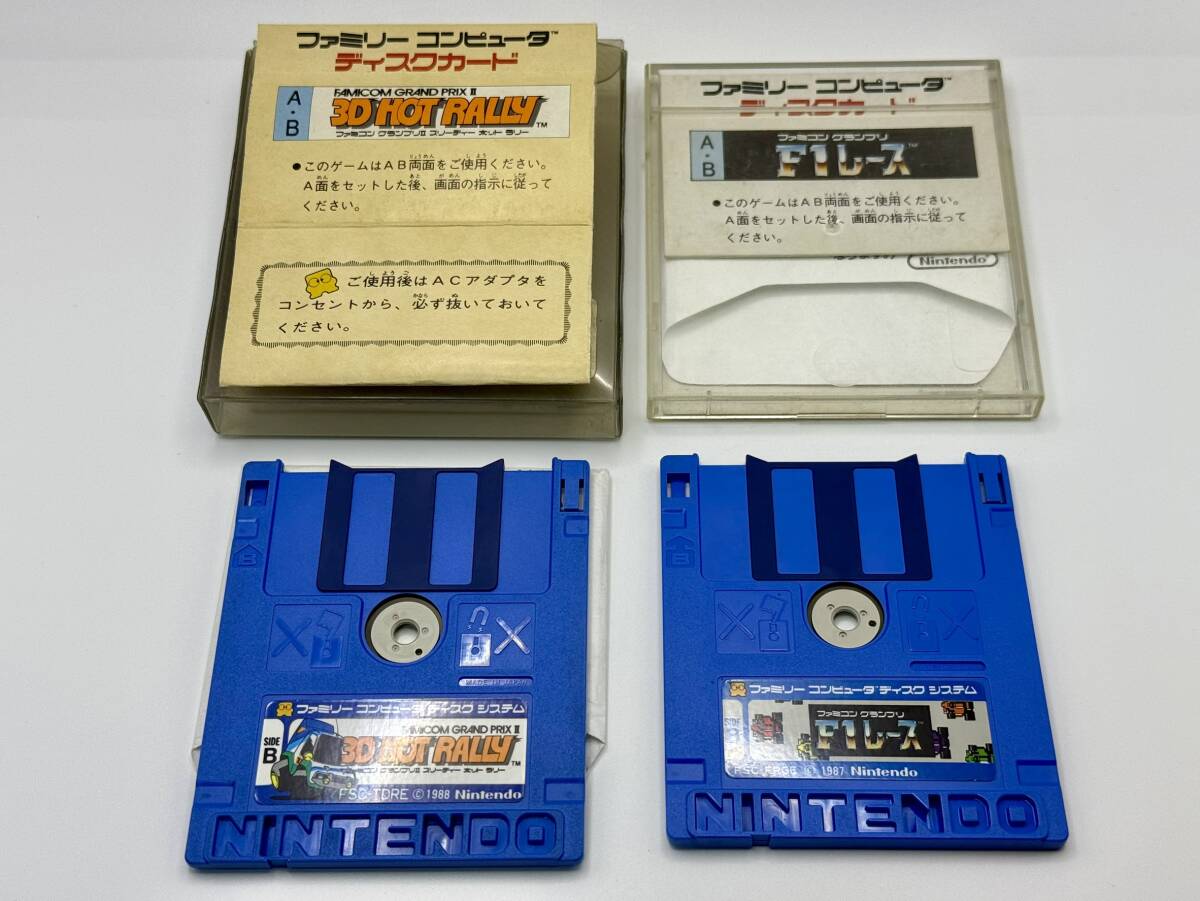 ファミリー コンピュータ™
ディスクカード
A・B
FAMICOM GRAND PRIX II
3D HOT RALLY™
ファミコン グランプリII スリーディー ホット ラリー
●このゲームはAB両面をご使用ください。
A面をセットした後、画面の指示に従って
ください。
ご使用後はACアダプタを
コンセントから、必ず抜いておいて
ください。
ファミリー コンピュータ™
ディスクカード
A・B
ファミコン グランプリ
F1レース™
●このゲームはAB両面をご使用ください。
A面をセットした後、画面の指示に従って
ください。
Nintendo
B
MADE IN JAPAN
ファミリー コンピュータ ディスク システム
SIDE
B
FAMICOM GRAND PRIX II
3D HOT RALLY™
ファミコン グランプリII スリーディー ホット ラリー
FSC-TDRE ©1988 Nintendo
NINTENDO
B
ファミリー コンピュータ ディスク システム
SIDE
B
ファミコン グランプリ
F1レース™
FSC-FRGE ©1987 Nintendo
NINTENDO